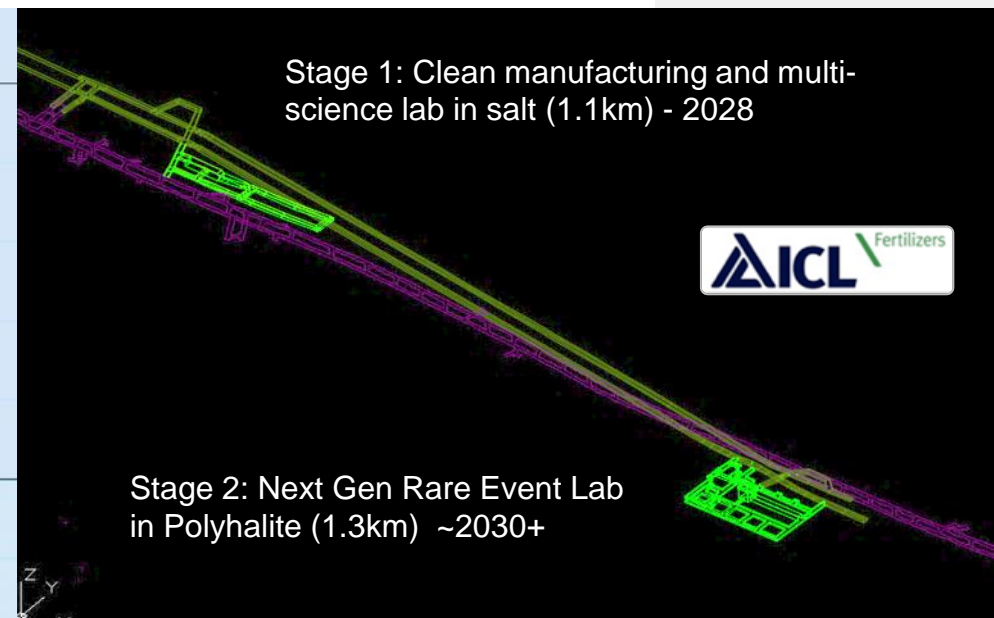 Stage 1: Clean manufacturing and multi-
science lab in salt (1.1km) - 2028
ICL Fertilizers
Stage 2: Next Gen Rare Event Lab
in Polyhalite (1.3km) ~2030+
Z
Y